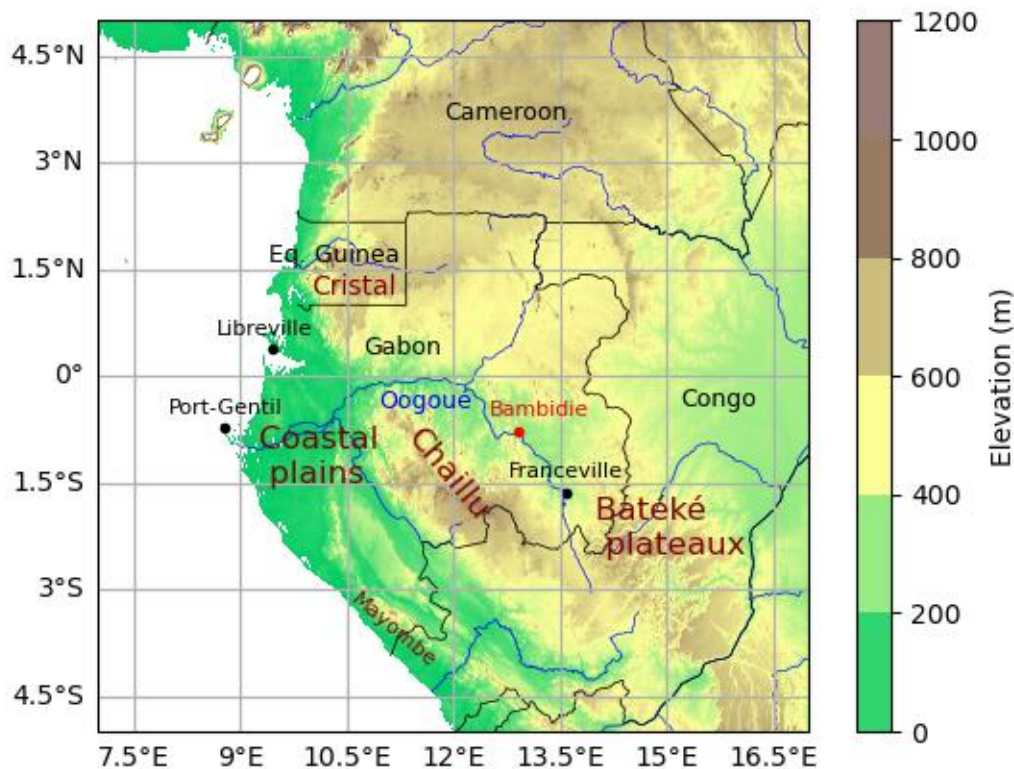 4.5°N
3°N
1.5°N
0°
1.5°S
3°S
4.5°S
Cameroon
Eq. Guinea
Cristal
Libreville
Gabon
Port-Gentil
Oogoué
Bambidie
Congo
Coastal
plains
Chaillu
Franceville
Batéké
plateaux
Mayombe
7.5°E
9°E
10.5°E
12°E
13.5°E
15°E
16.5°E
1200
1000
800
600
400
200
0
Elevation (m)